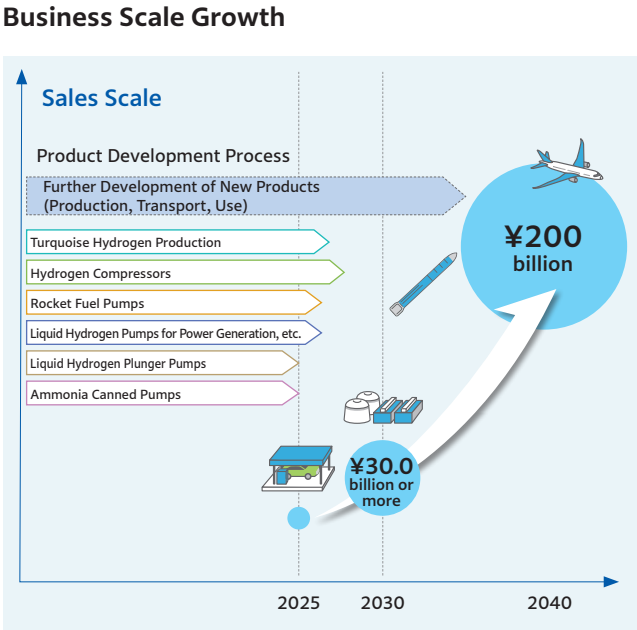 Business Scale Growth
Sales Scale
Product Development Process
Further Development of New Products
(Production, Transport, Use)
Turquoise Hydrogen Production
Hydrogen Compressors
Rocket Fuel Pumps
Liquid Hydrogen Pumps for Power Generation, etc.
Liquid Hydrogen Plunger Pumps
Ammonia Canned Pumps
¥200
billion
¥30.0
billion or
more
2025
2030
2040